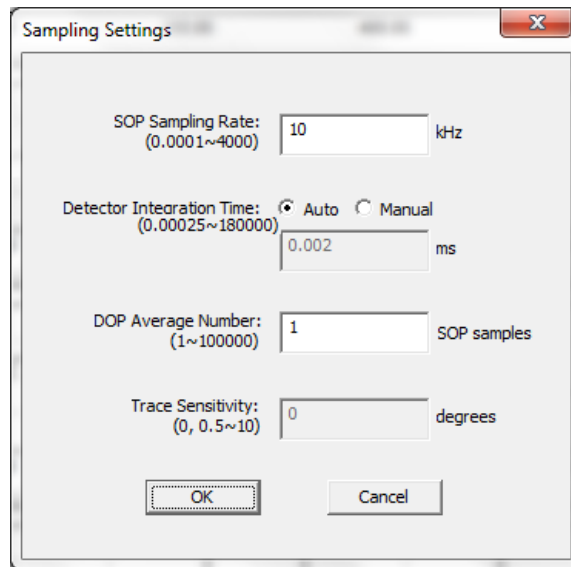 Sampling Settings
SOP Sampling Rate:
(0.0001~4000)
10
kHz
Detector Integration Time:
(0.00025~180000)
Auto
Manual
0.002
ms
DOP Average Number:
(1~100000)
1
SOP samples
Trace Sensitivity:
(0, 0.5~10)
0
degrees
OK
Cancel